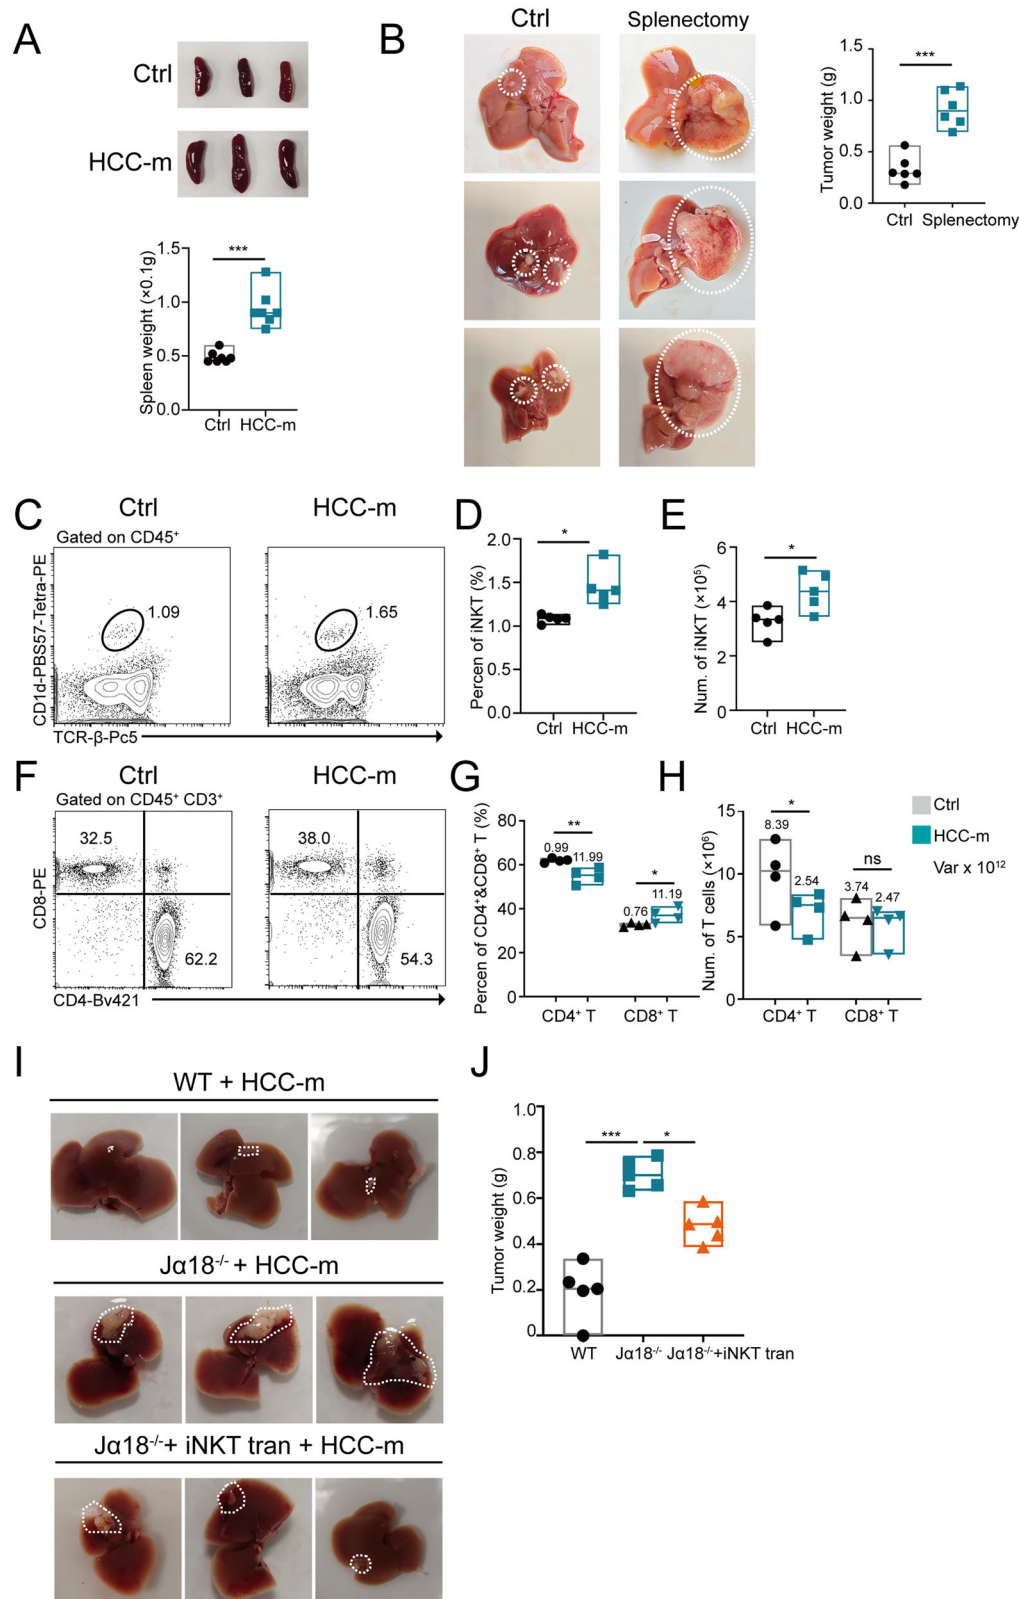 A
Ctrl
HCC-m
Spleen weight (×0.1g)
1.5
1.0
0.5
0.0
***
Ctrl HCC-m
B
Ctrl Splenectomy
Tumor weight (g)
1.5
1.0
0.5
0.0
***
Ctrl Splenectomy
C
Ctrl HCC-m
Gated on CD45⁺
CD1d-PBS57-Tetra-PE
1.09
1.65
TCR-β-Pc5
D
Percen of iNKT (%)
2.0
1.5
1.0
0.5
0.0
*
Ctrl HCC-m
E
Num. of iNKT (×10⁵)
6
4
2
0
*
Ctrl HCC-m
F
Ctrl HCC-m
Gated on CD45⁺ CD3⁺
CD8-PE
32.5
62.2
38.0
54.3
CD4-Bv421
G
Percen of CD4⁺&CD8⁺ T (%)
80
60
40
20
0
**
0.99
11.99
*
0.76
11.19
CD4⁺ T CD8⁺ T
H
Num. of T cells (×10⁶)
15
10
5
0
*
8.39
2.54
ns
3.74
2.47
CD4⁺ T CD8⁺ T
Ctrl
HCC-m
Var x 10¹²
I
WT + HCC-m
Jα18⁻/⁻ + HCC-m
Jα18⁻/⁻+ iNKT tran + HCC-m
J
Tumor weight (g)
1.0
0.8
0.6
0.4
0.2
0
*** *
WT Jα18⁻/⁻ Jα18⁻/⁻+iNKT tran